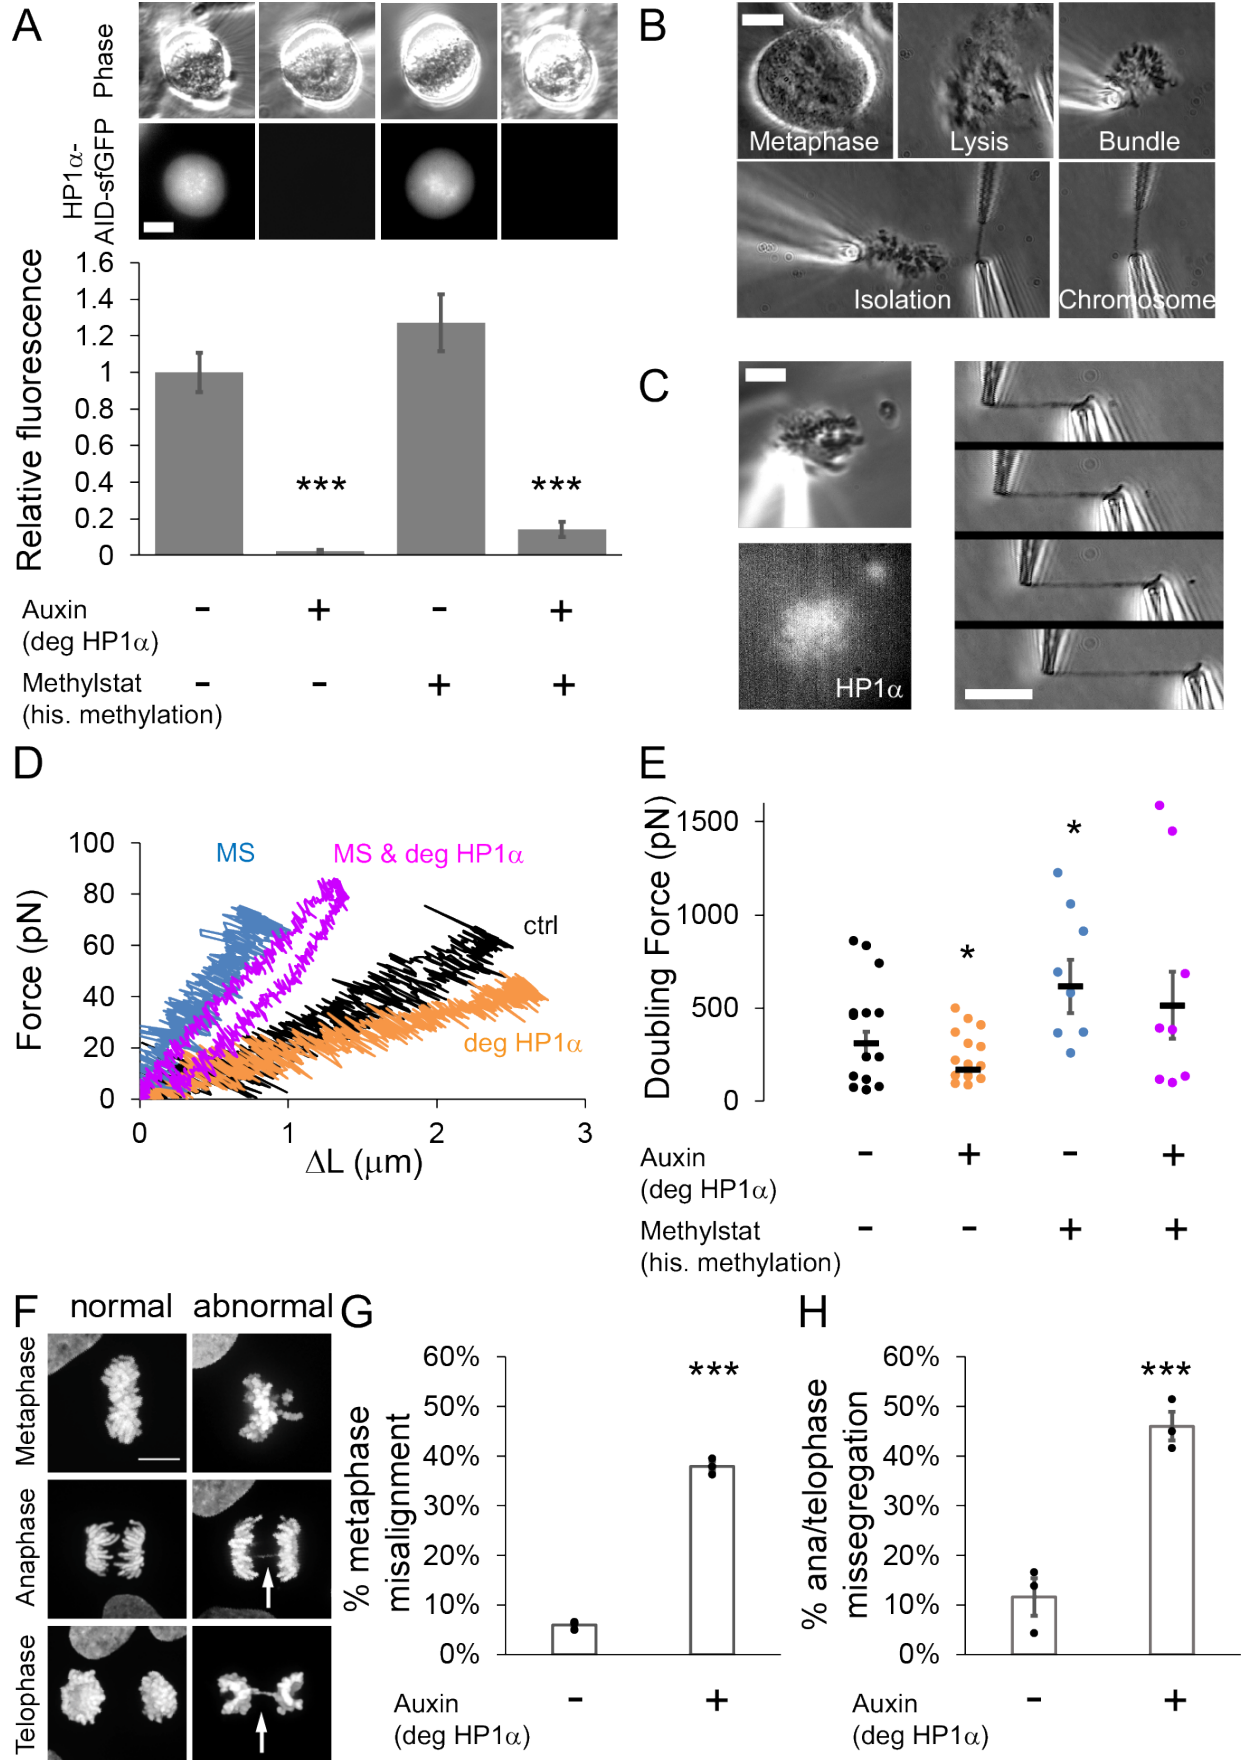 A
Phase
HP1α-
AID-sfGFP
Relative fluorescence
1.6
1.4
1.2
1
0.8
0.6
0.4
0.2
0
***
***
Auxin
(deg HP1α)
- + - +
Methylstat
(his. methylation)
- - + +
B
Metaphase
Lysis
Bundle
Isolation
Chromosome
C
HP1α
D
Force (pN)
100
80
60
40
20
0
MS
MS & deg HP1α
ctrl
deg HP1α
0 1 2 3
ΔL (μm)
E
Doubling Force (pN)
1500
1000
500
0
*
*
Auxin
(deg HP1α)
- + - +
Methylstat
(his. methylation)
- - + +
F
normal abnormal
Metaphase
Anaphase
Telophase
G
% metaphase
misalignment
60%
50%
40%
30%
20%
10%
0%
***
Auxin
(deg HP1α)
- +
H
% ana/telophase
missegregation
60%
50%
40%
30%
20%
10%
0%
***
Auxin
(deg HP1α)
- +